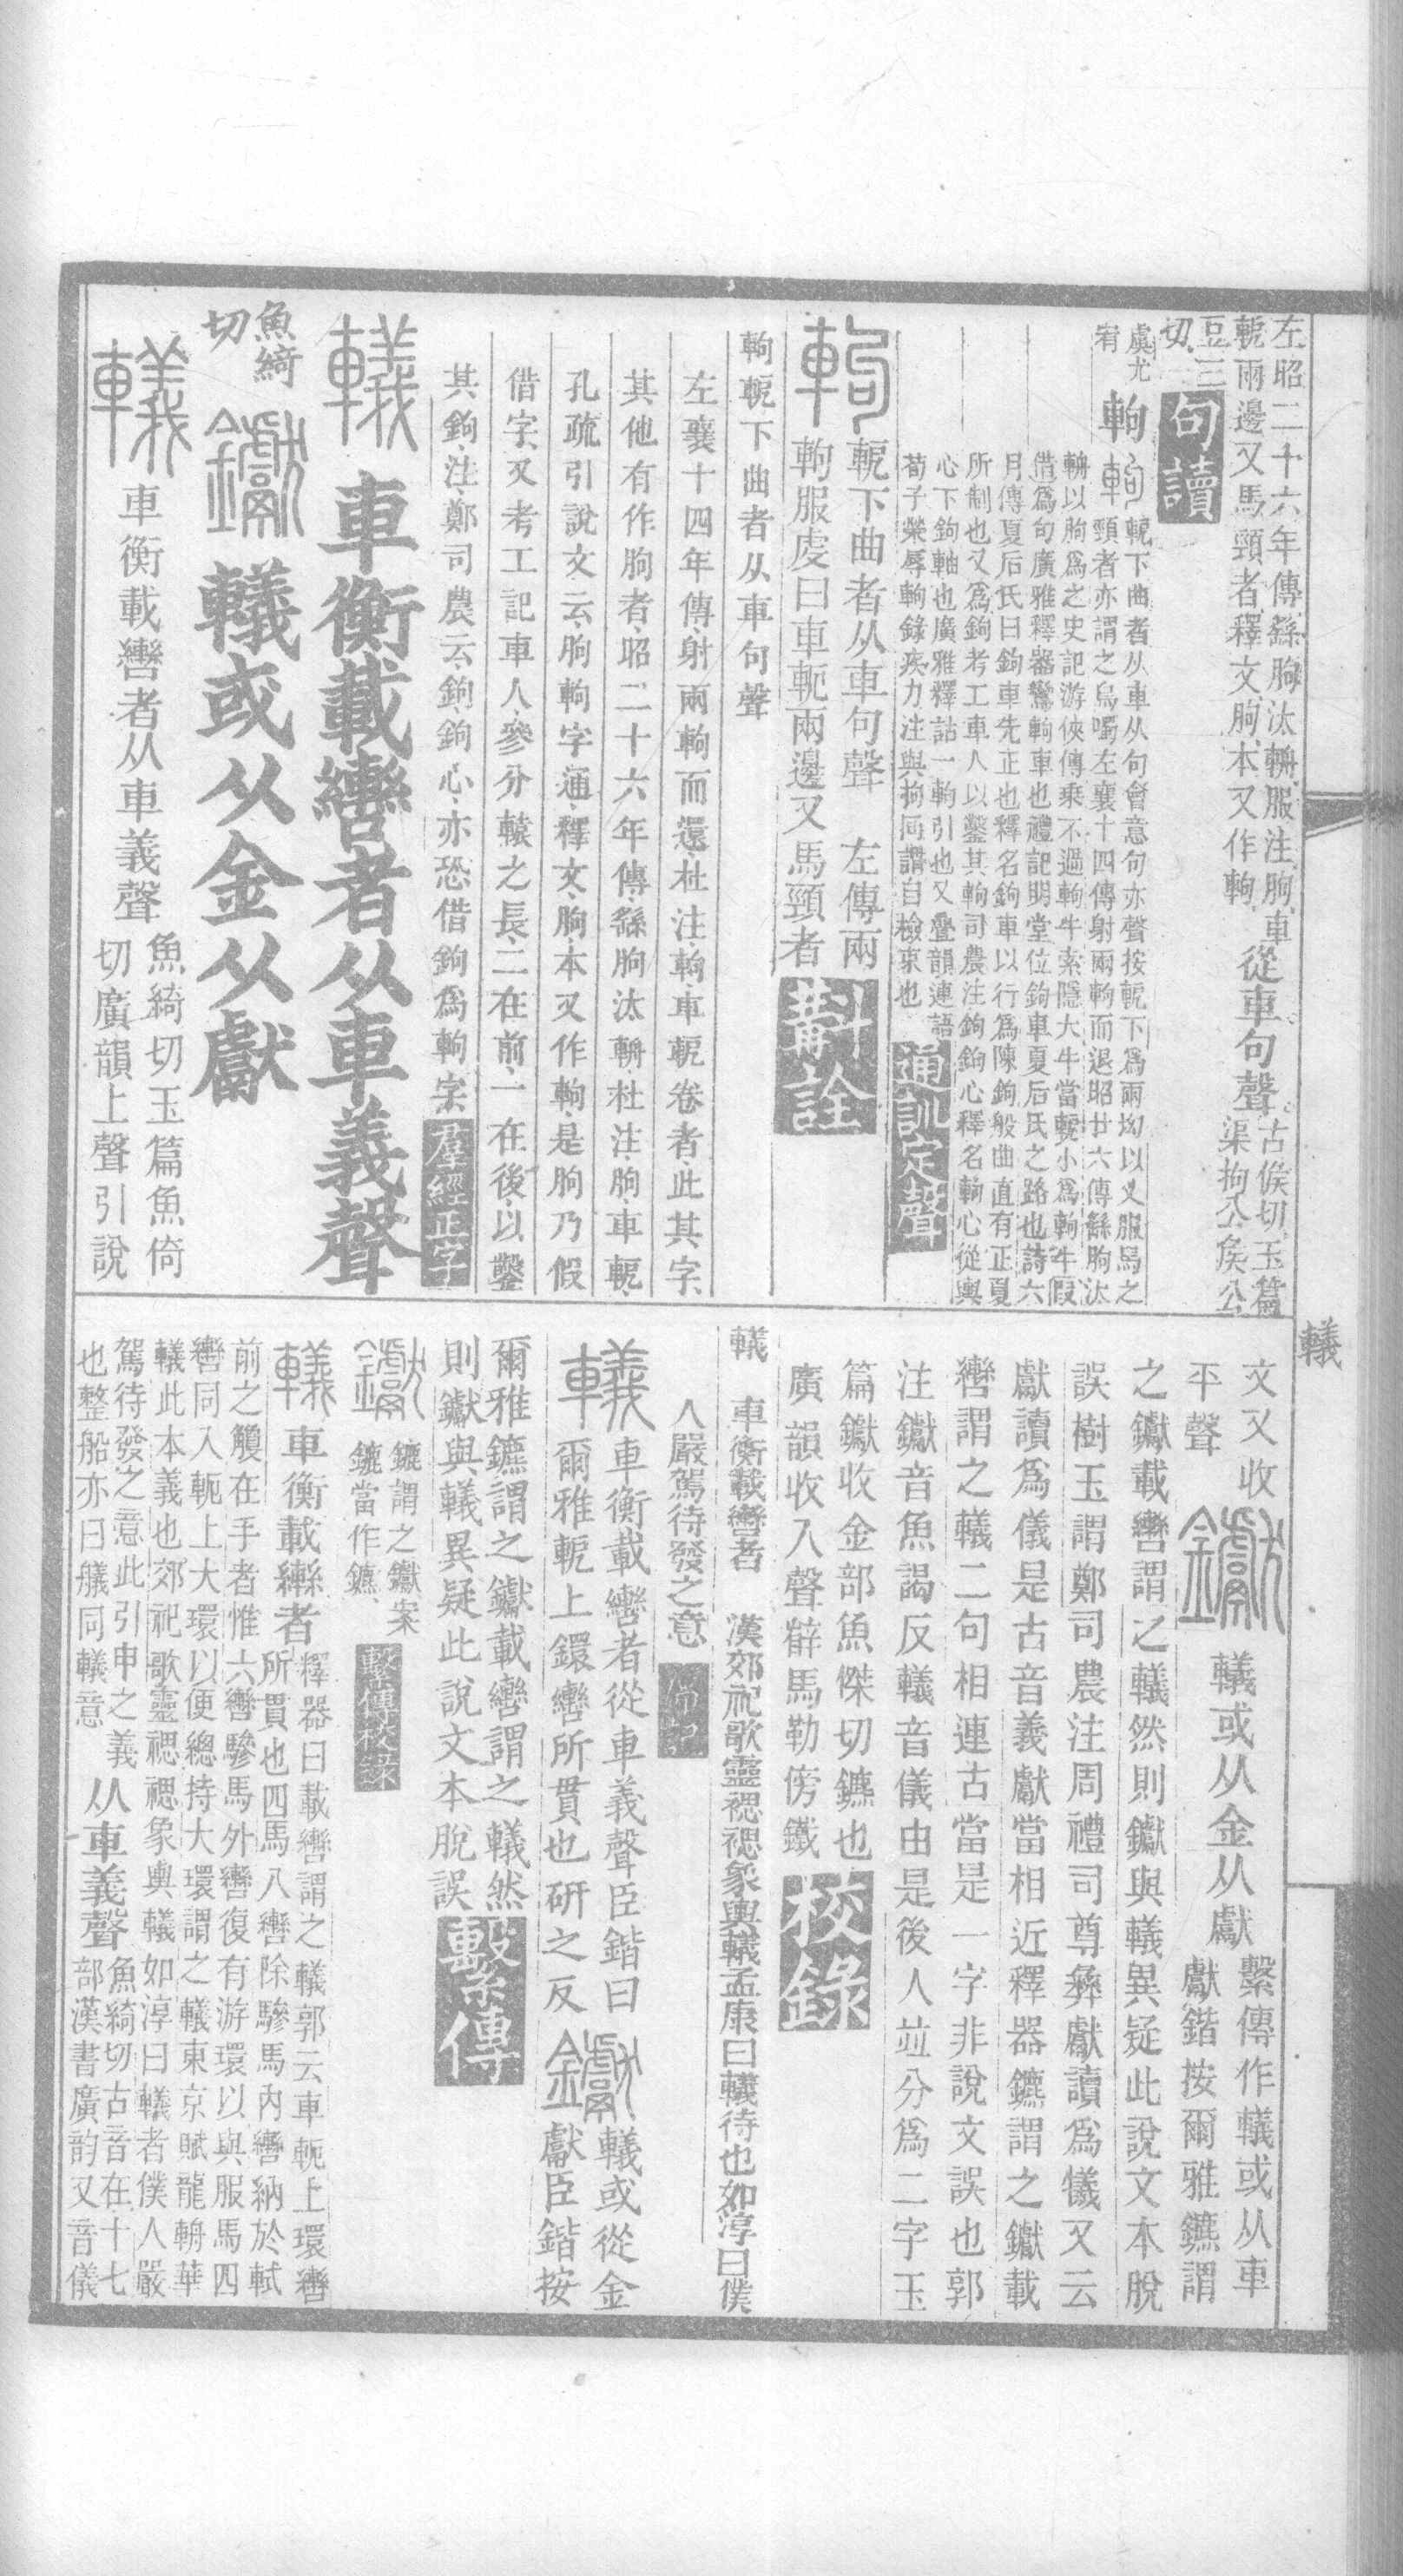 左昭二十六年傳繇胸汰輈服注胸車
軶兩邊叉馬頸者釋文胸本又作軥
從車句聲
古侯切玉篇
渠拘公侯公
豆三
切
句讀
虞尤
宥
軥
軶下曲者从車从句會意句亦聲按軶下爲兩坳以叉服馬之
頸者亦謂之烏噣左襄十四傳射兩軥而退昭廿六傳繇胸汰
輈以胸爲之史記游俠傳乘不過軥牛索隱大牛當軶小爲軥牛假
借爲句廣雅釋器鸞軥車也禮記明堂位鉤車夏后氏之路也詩六
月傳夏后氏曰鉤車先正也釋名鉤車以行爲陳鉤般曲直有正夏
所制也又爲鉤考工車人以鑿其軥司農注鉤鉤心釋名軥心從輿
心下鉤軸也廣雅釋詁一軥引也又疊韻連語
荀子榮辱軥錄疾力注與拘同謂自檢束也
通訓定聲
軶下曲者从車句聲　左傳兩
軥服虔曰車軶兩邊叉馬頸者
斠詮
軥軶下曲者从車句聲
左襄十四年傳射兩軥而還杜注軥車軶卷者此其字
其他有作胸者昭二十六年傳繇胸汰輈杜注胸車軶
孔疏引說文云胸軥字通釋文胸本又作軥是胸乃假
借字又考工記車人參分轅之長二在前一在後以鑿
其鉤注鄭司農云鉤鉤心亦恐借鉤爲軥字
羣經正字
車衡載轡者从車義聲
魚綺
切
轙或从金从獻
車衡載轡者从車義聲
魚綺切玉篇魚倚
切廣韻上聲引說
轙
文又收
平聲
轙或从金从獻
繫傳作轙或从車
獻鍇按爾雅鑣謂
之钀載轡謂之轙然則钀與轙異疑此說文本脫
誤樹玉謂鄭司農注周禮司尊彝獻讀爲犧又云
獻讀爲儀是古音義獻當相近釋器鑣謂之钀載
轡謂之轙二句相連古當是一字非說文誤也郭
注钀音魚謁反轙音儀由是後人竝分爲二字玉
篇钀收金部魚傑切鑣也
廣韻收入聲辥馬勒傍鐵
校錄
轙　車衡載轡者　漢郊祀歌靈禗禗象輿轙孟康曰轙待也如淳曰僕
人嚴駕待發之意
車衡載轡者從車義聲臣鍇曰
爾雅軶上鐶轡所貫也研之反
轙或從金
獻臣鍇按
爾雅鑣謂之钀載轡謂之轙然
則钀與轙異疑此說文本脫誤
繫傳
鑣謂之钀案
鑣當作鑣
繫傳校錄
車衡載轡者
釋器曰載轡謂之轙郭云車軶上環轡
所貫也四馬八轡除驂馬內轡納於軾
前之觼在手者惟六轡驂馬外轡復有游環以與服馬四
轡同入軶上大環以便總持大環謂之轙東京賦龍輈華
轙此本義也郊祀歌靈禗禗象輿轙如淳曰轙者僕人嚴
駕待發之意此引申之義
也整船亦曰艤同轙意
从車義聲
魚綺切古音在十七
部漢書廣韵又音儀